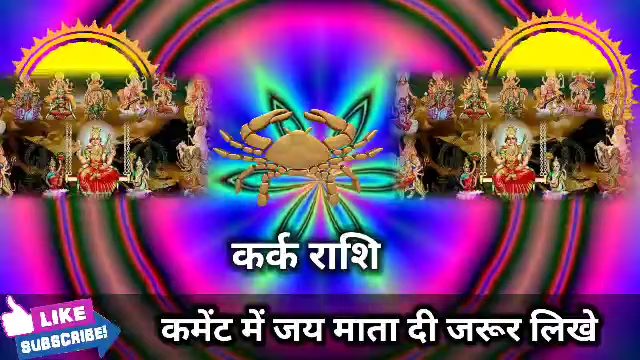 कर्क राशि
LIKE
SUBSCRIBE!
कमेंट में जय माता दी जरूर लिखे